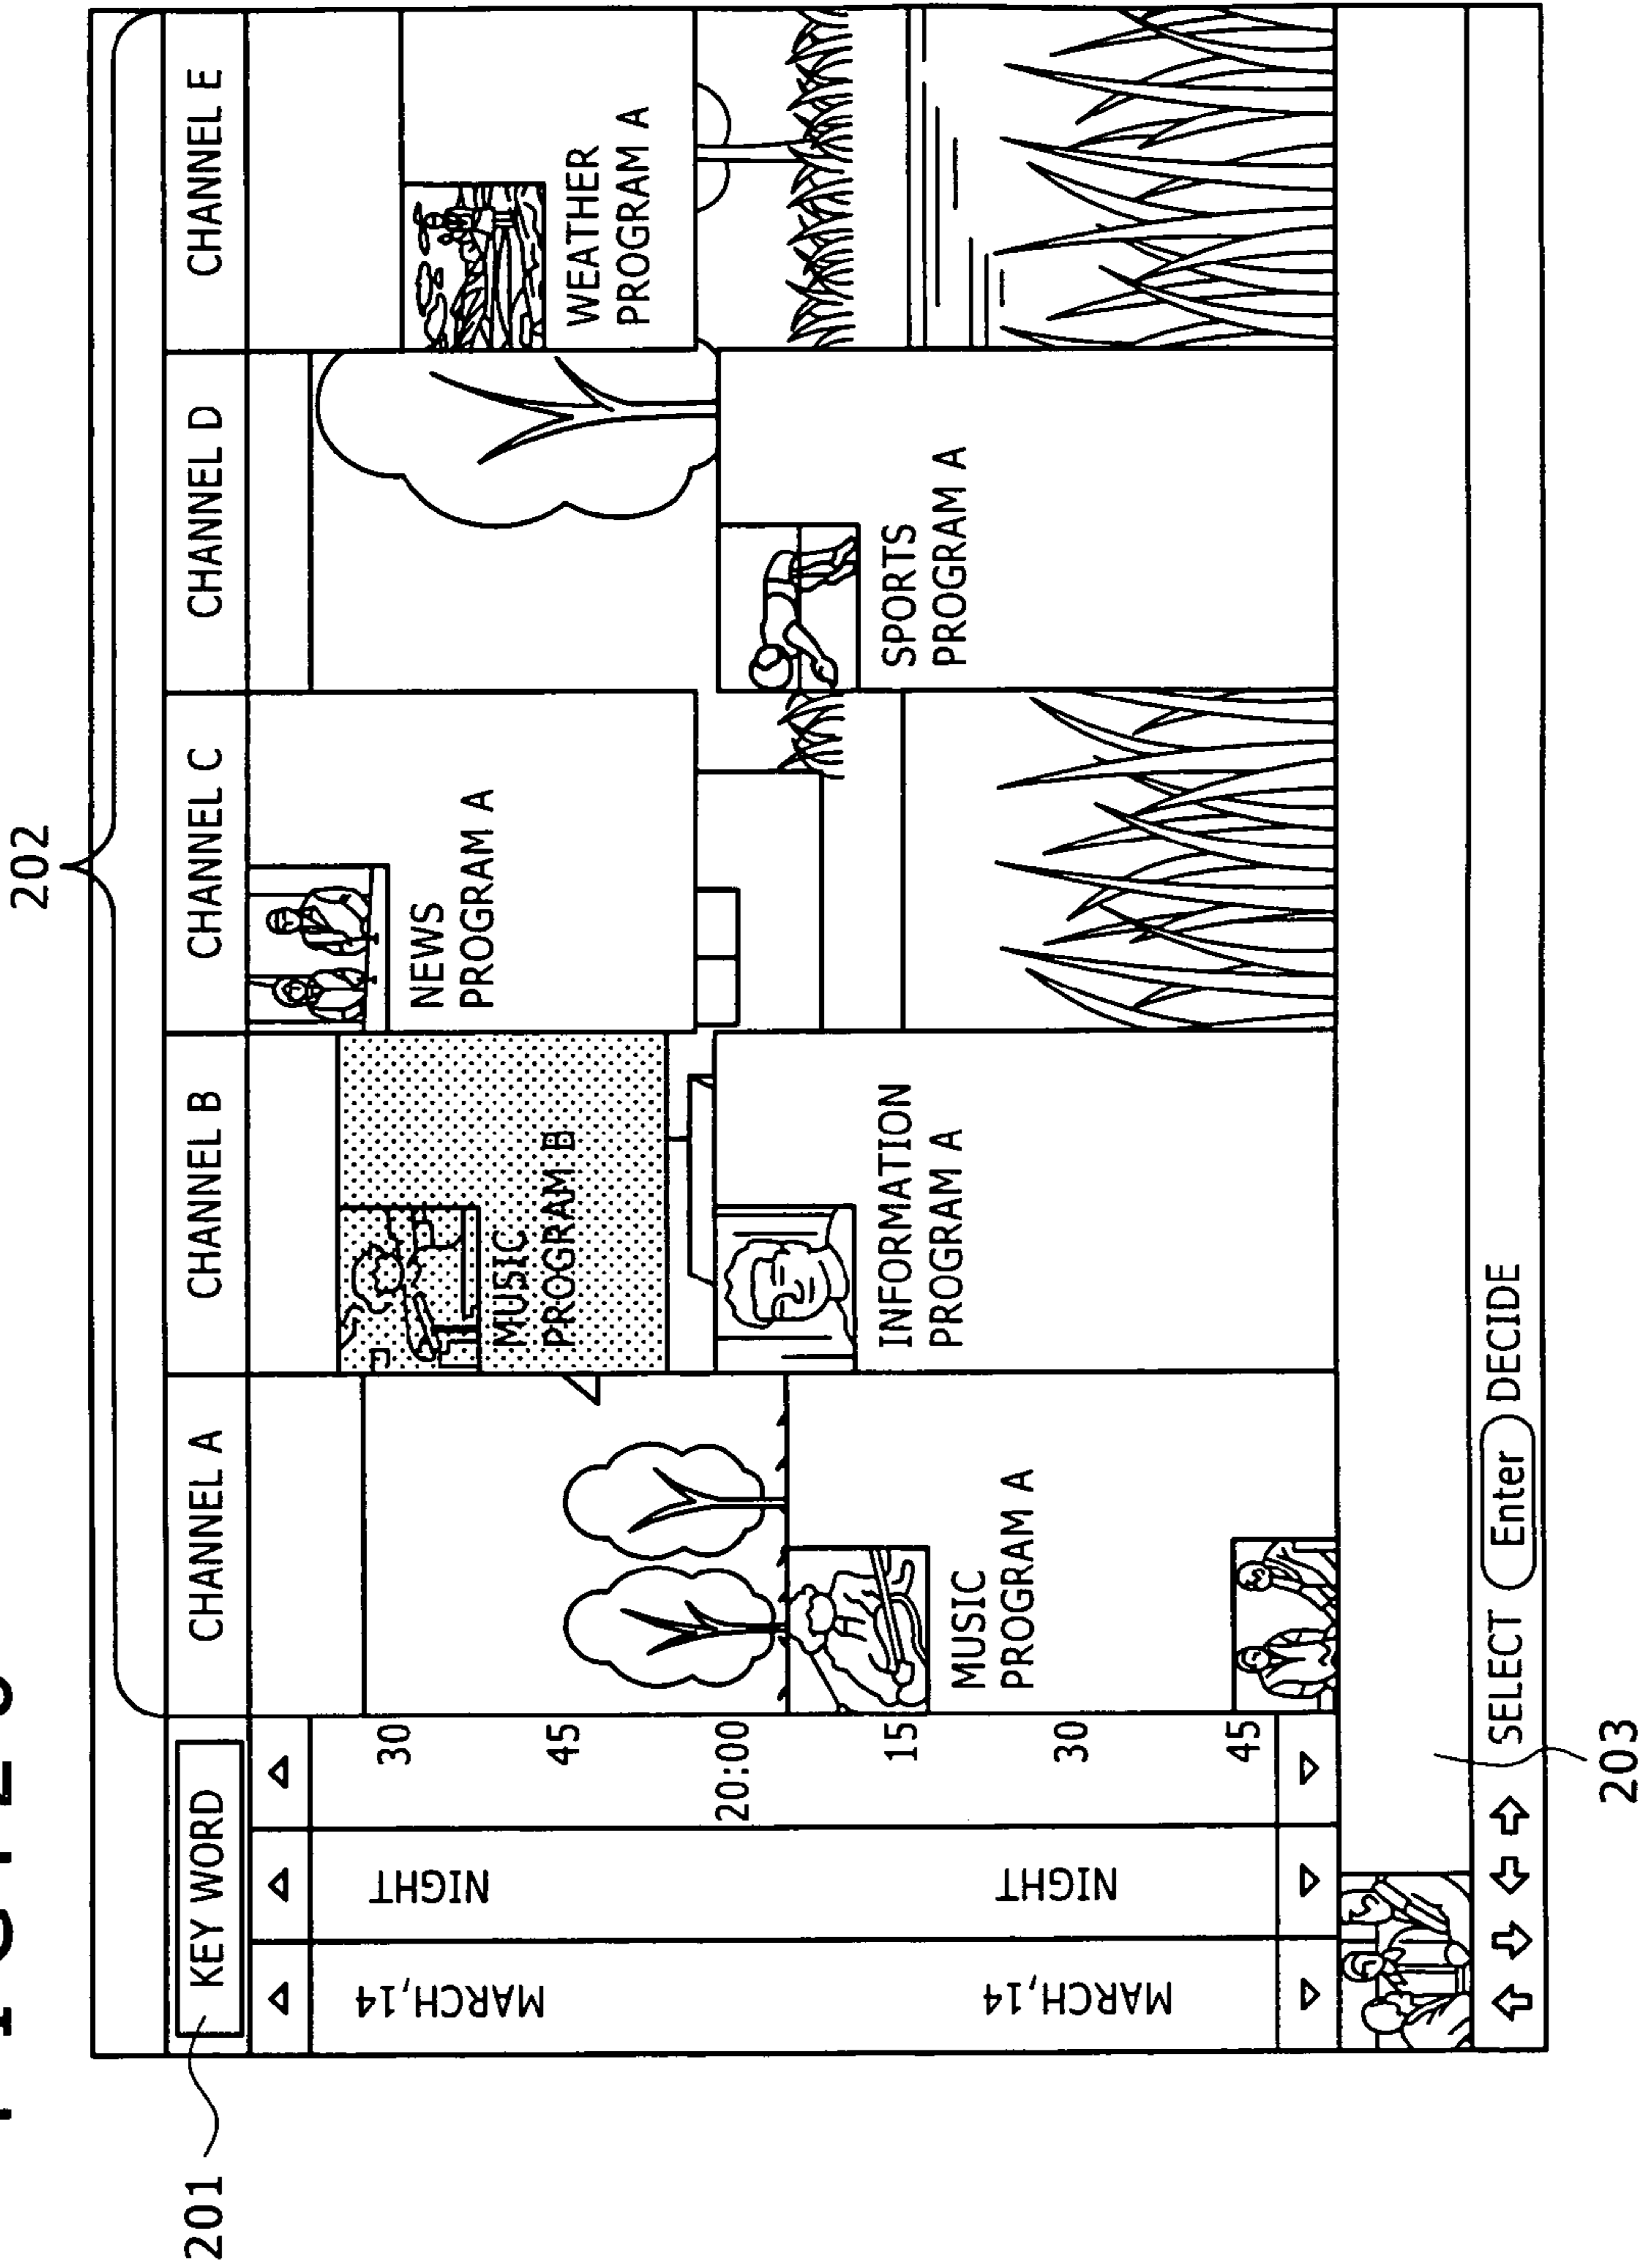 202
201
KEY WORD
CHANNEL A
CHANNEL B
CHANNEL C
CHANNEL D
CHANNEL E
MARCH,14
NIGHT
30
45
20:00
15
30
45
MARCH,14
NIGHT
MUSIC
PROGRAM A
MUSIC
PROGRAM B
INFORMATION
PROGRAM A
NEWS
PROGRAM A
SPORTS
PROGRAM A
WEATHER
PROGRAM A
SELECT Enter DECIDE
203